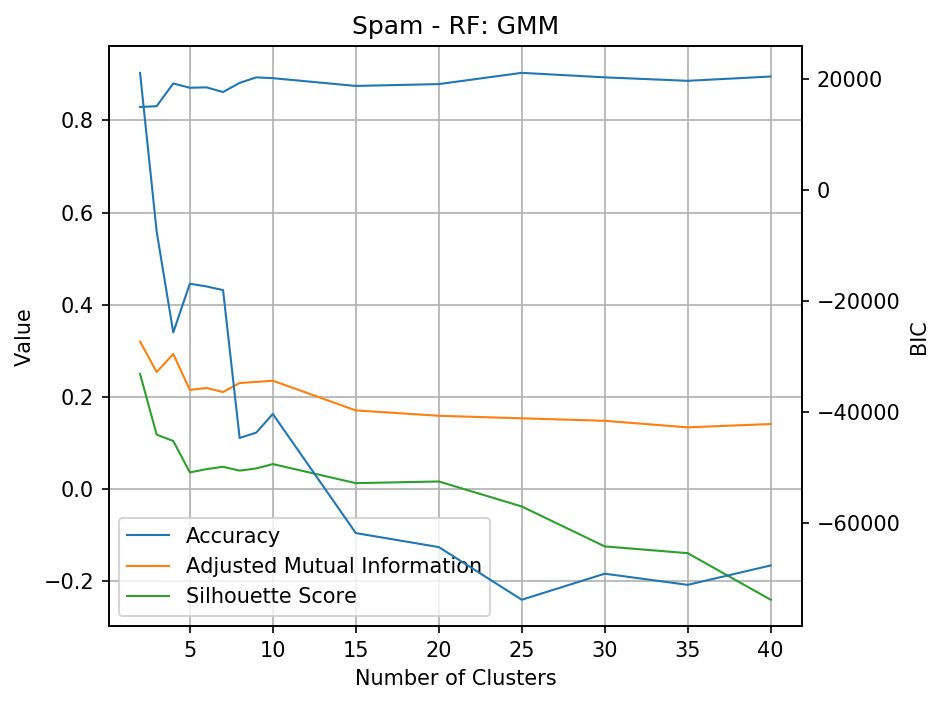 Spam - RF: GMM
0.8
0.6
0.4
0.2
0.0
−0.2
Value
20000
0
−20000
−40000
−60000
BIC
Accuracy
Adjusted Mutual Information
Silhouette Score
5 10 15 20 25 30 35 40
Number of Clusters